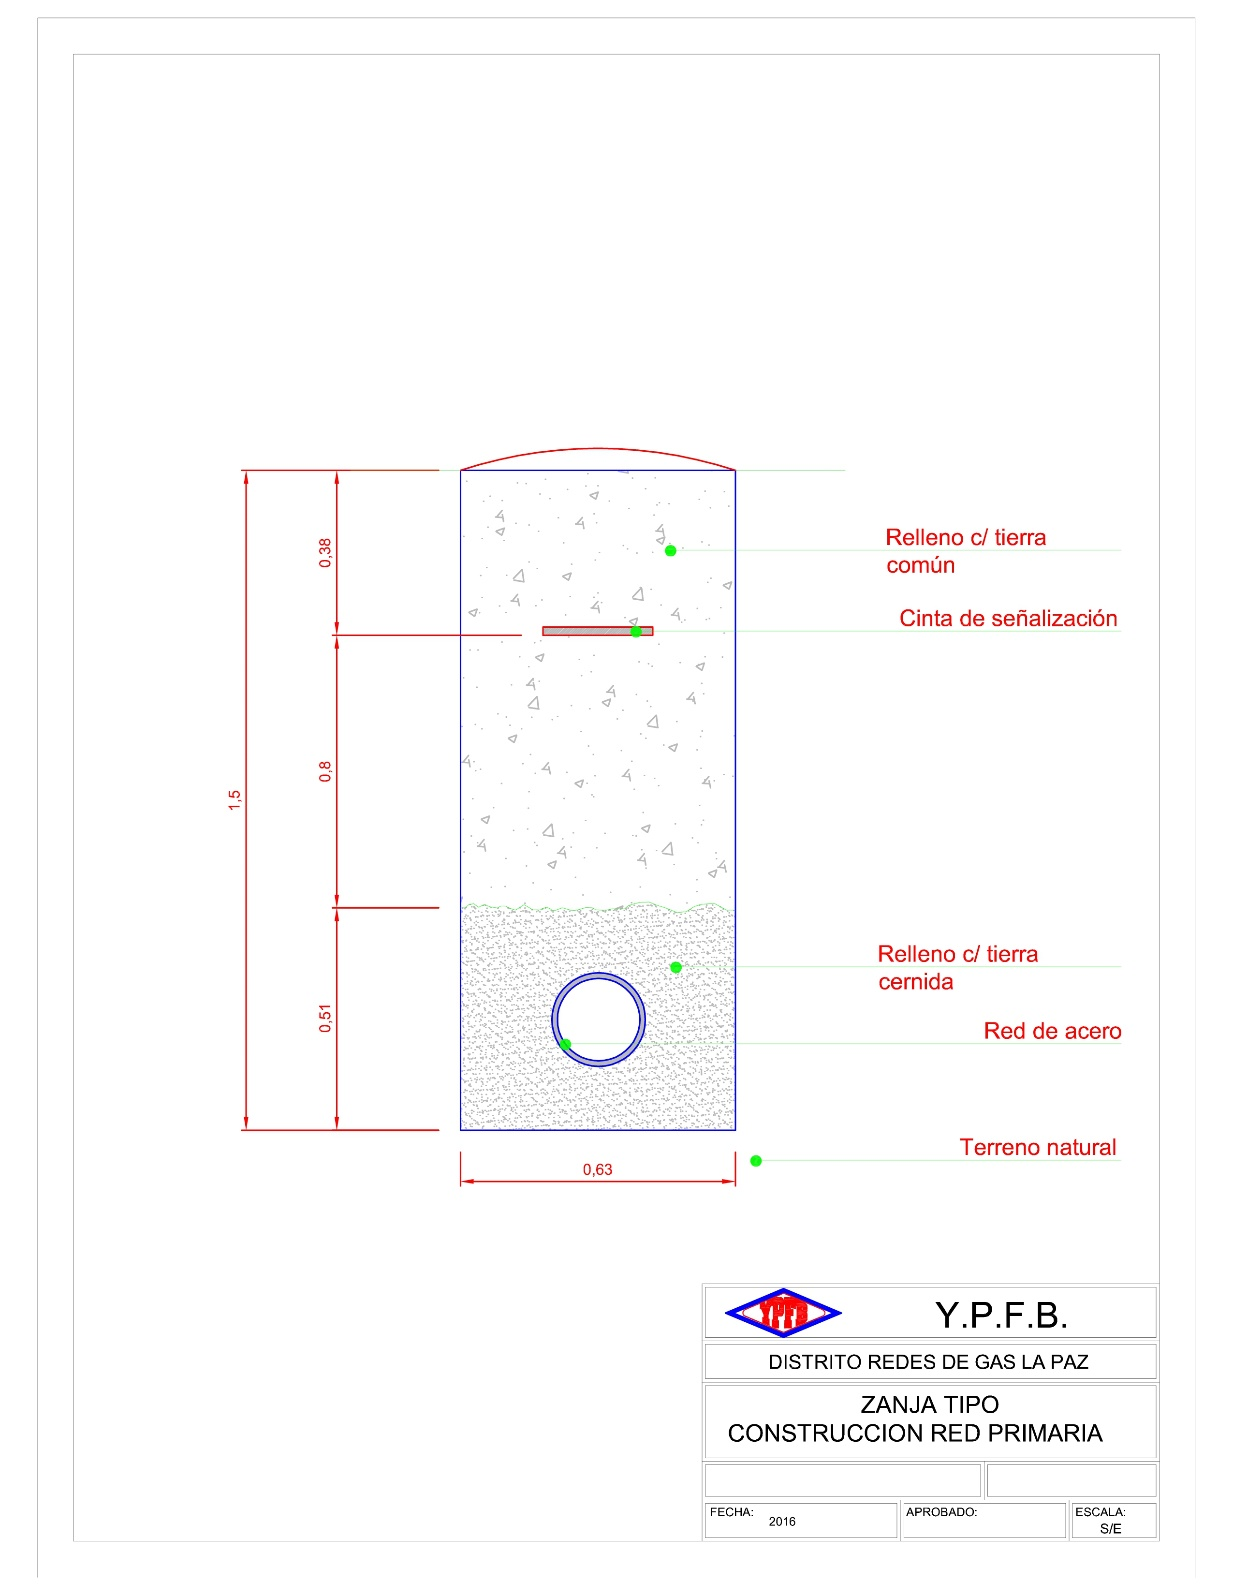 0,38
Relleno c/ tierra
común
Cinta de señalización
0,8
1,5
Relleno c/ tierra
cernida
0,51
Red de acero
Terreno natural
0,63
YPFB
Y.P.F.B.
DISTRITO REDES DE GAS LA PAZ
ZANJA TIPO
CONSTRUCCION RED PRIMARIA
FECHA:
2016
APROBADO:
ESCALA:
S/E